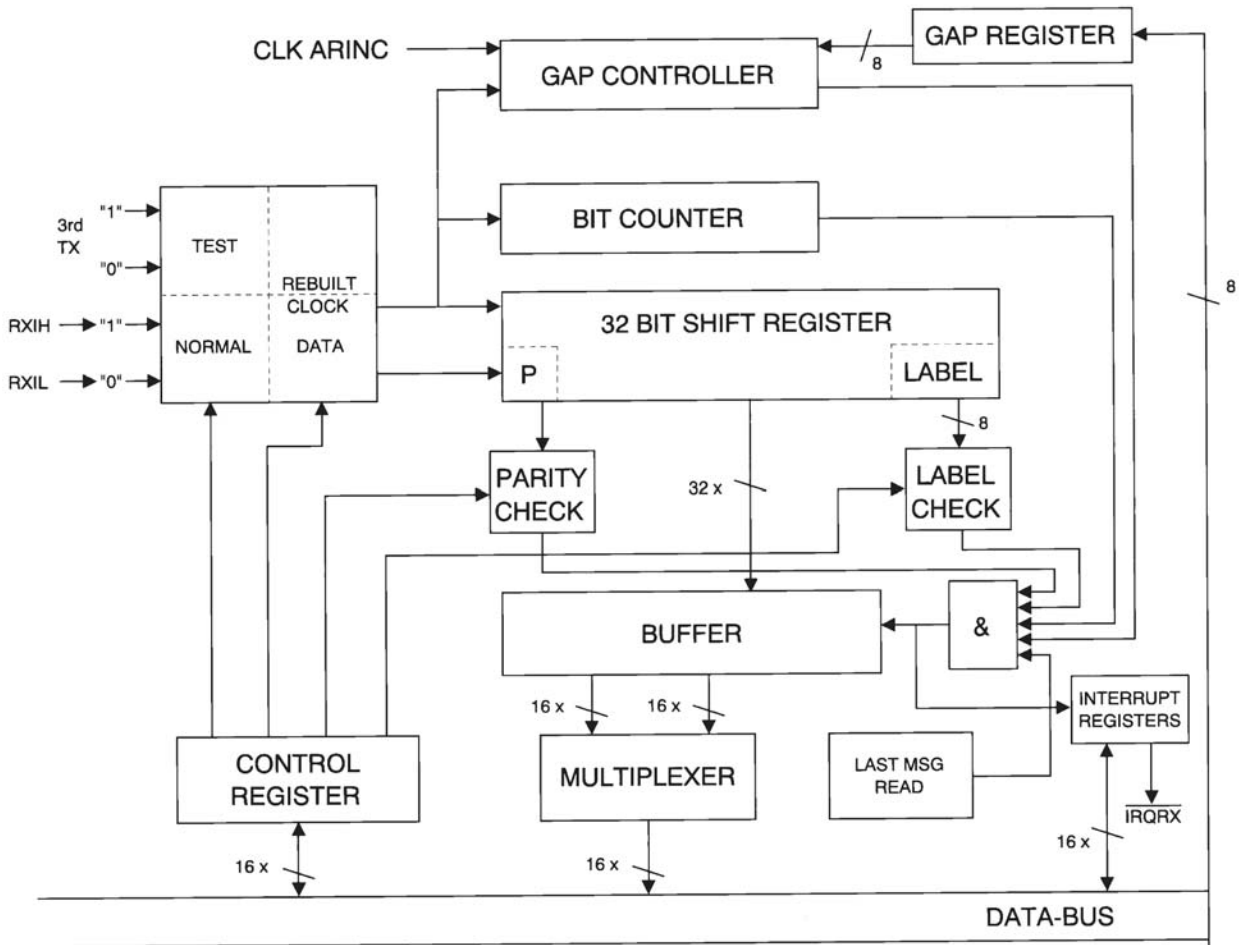 GAP REGISTER
CLK ARINC
8
GAP CONTROLLER
3rd
TX
"1"
"0"
TEST
REBUILT
CLOCK
BIT COUNTER
8
RXIH
"1"
NORMAL
DATA
RXIL
"0"
32 BIT SHIFT REGISTER
P
LABEL
8
PARITY
CHECK
32 x
LABEL
CHECK
BUFFER
&
16 x
16 x
INTERRUPT
REGISTERS
CONTROL
REGISTER
MULTIPLEXER
LAST MSG
READ
IRQRX
16 x
16 x
16 x
DATA-BUS